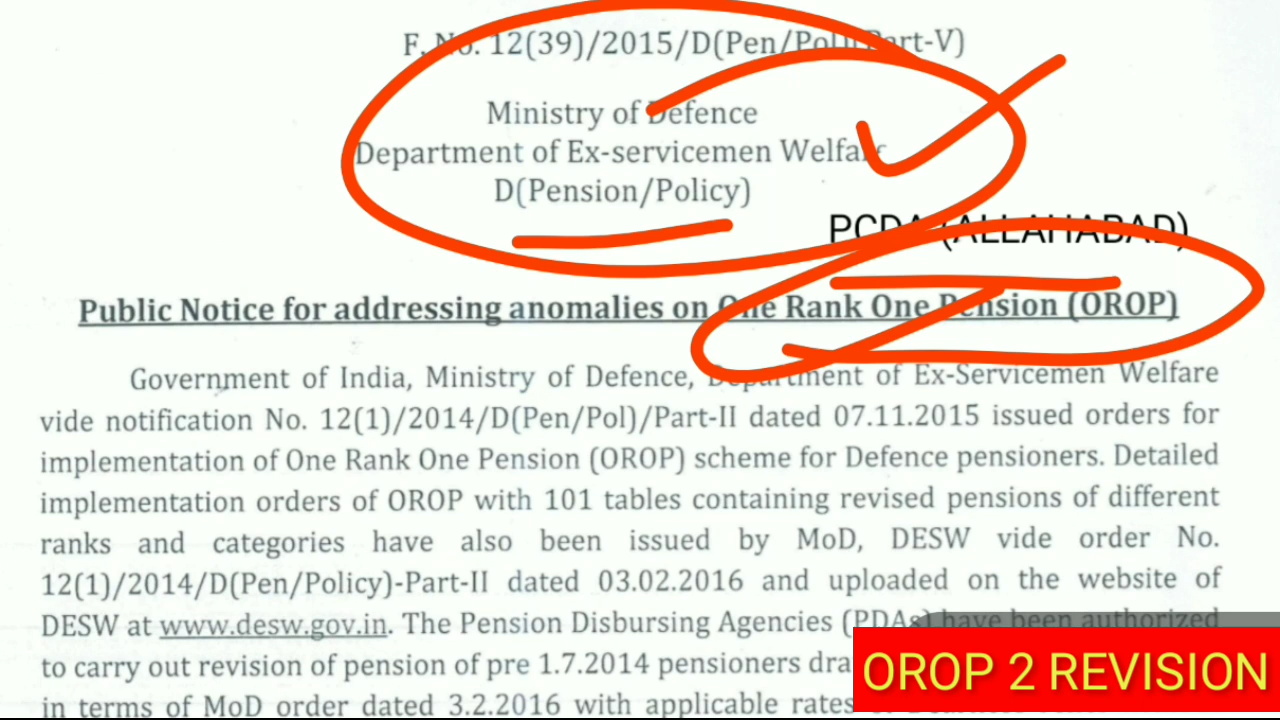 F. No. 12(39)/2015/D(Pen/Pol)/Part-V)
Ministry of Defence
Department of Ex-servicemen Welfare
D(Pension/Policy)
PCDA (ALLAHABAD)
Public Notice for addressing anomalies on One Rank One Pension (OROP)
Government of India, Ministry of Defence, Department of Ex-Servicemen Welfare
vide notification No. 12(1)/2014/D(Pen/Pol)/Part-II dated 07.11.2015 issued orders for
implementation of One Rank One Pension (OROP) scheme for Defence pensioners. Detailed
implementation orders of OROP with 101 tables containing revised pensions of different
ranks and categories have also been issued by MoD, DESW vide order No.
12(1)/2014/D(Pen/Policy)-Part-II dated 03.02.2016 and uploaded on the website of
DESW at www.desw.gov.in. The Pension Disbursing Agencies (PDAs) have been authorized
to carry out revision of pension of pre 1.7.2014 pensioners
in terms of MoD order dated 3.2.2016 with applicable rates
OROP 2 REVISION